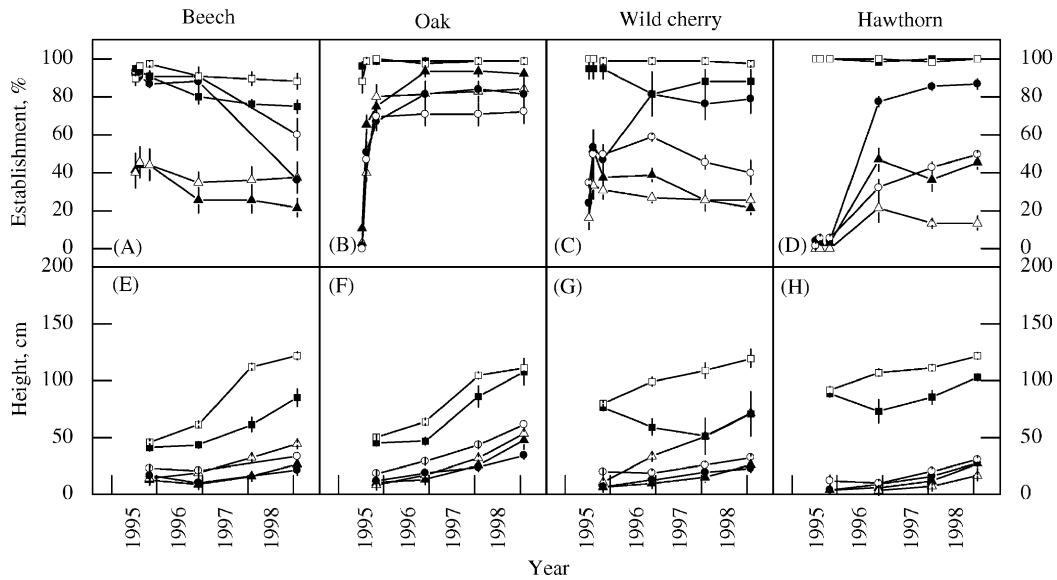 Beech Oak Wild cherry Hawthorn
Establishment, %
100 100
80 80
60 60
40 40
20 20
0 0
(A) (B) (C) (D)
200 200
(E) (F) (G) (H)
Height, cm
150 150
100 100
50 50
0 0
1995 1996 1997 1998 1995 1996 1997 1998 1995 1996 1997 1998 1995 1996 1997 1998
Year